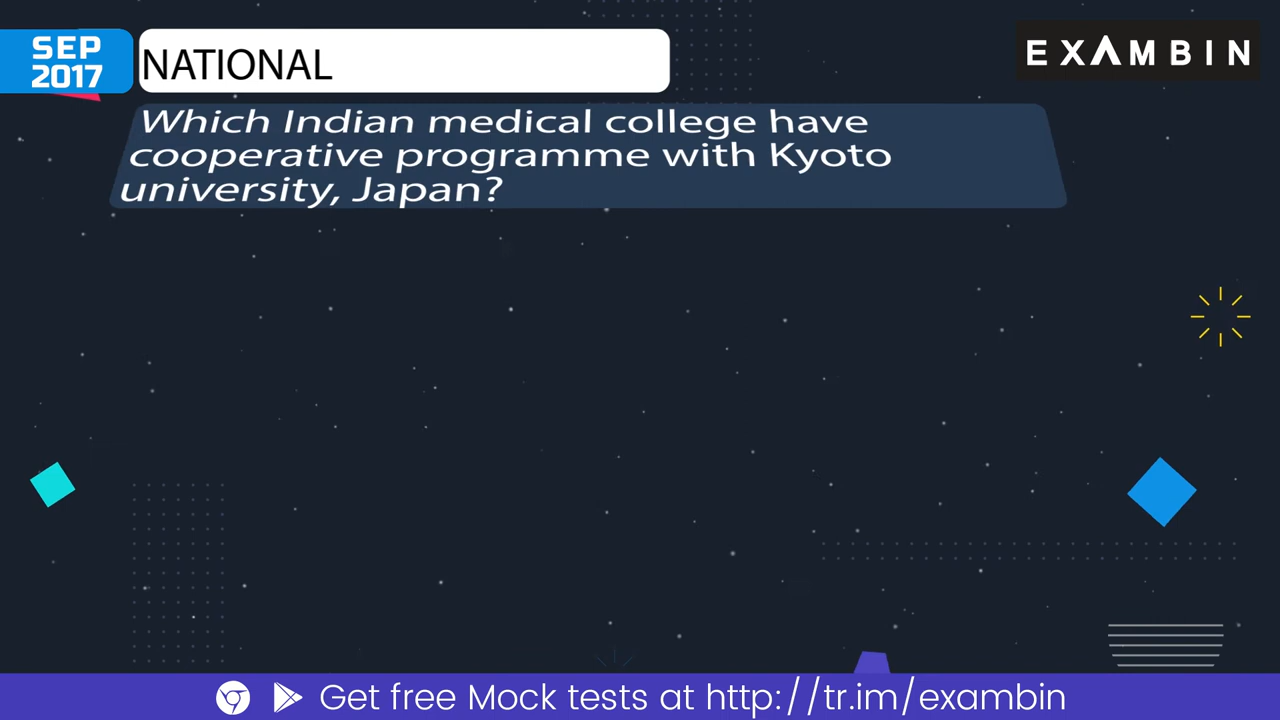 SEP
2017
NATIONAL
EXAMBIN
Which Indian medical college have
cooperative programme with Kyoto
university, Japan?
Get free Mock tests at http://tr.im/exambin